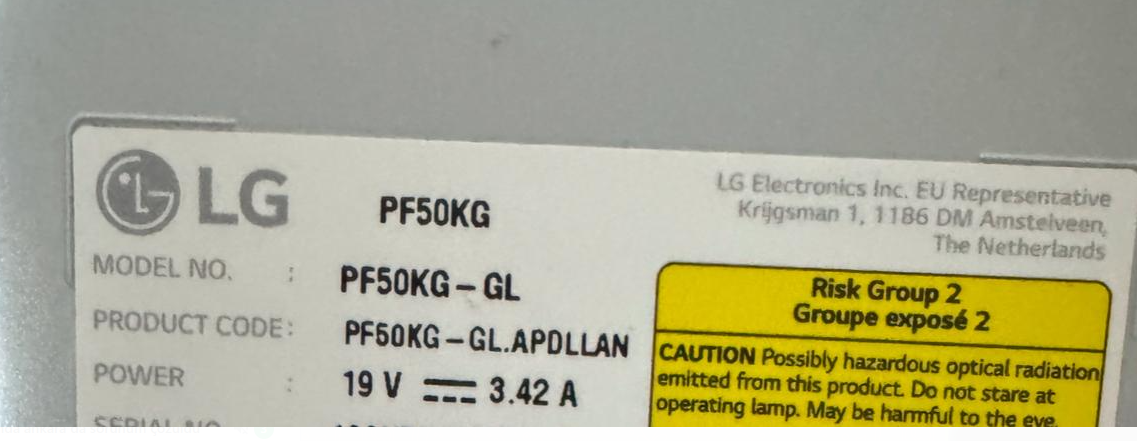 LG PF50KG
LG Electronics Inc. EU Representative
Krijgsman 1, 1186 DM Amstelveen,
The Netherlands
MODEL NO. : PF50KG-GL
PRODUCT CODE: PF50KG-GL.APDLLAN
POWER : 19 V ⎓ 3.42 A
SERIAL NO
Risk Group 2
Groupe exposé 2
CAUTION Possibly hazardous optical radiation
emitted from this product. Do not stare at
operating lamp. May be harmful to the eye.